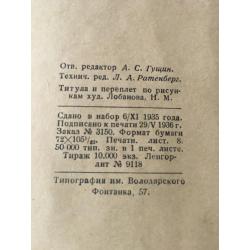 Отв. редактор А. С. Гущин.
Технич. ред. Л. А. Ратенберг.
Титула и переплет по рисун-
кам худ. Лобанова, Н. М.
Сдано в набор 6/XI 1935 года.
Подписано к печати 29/V 1936 г.
Заказ № 3150. Формат бумаги
72×105¹/₃₂. Печатн. лист. 8.
50·000 тип. зн. в 1 печ. листе.
Тираж 10.000 экз. Ленгор-
лит № 9118
Типография им. Володарского
Фонтанка, 57.